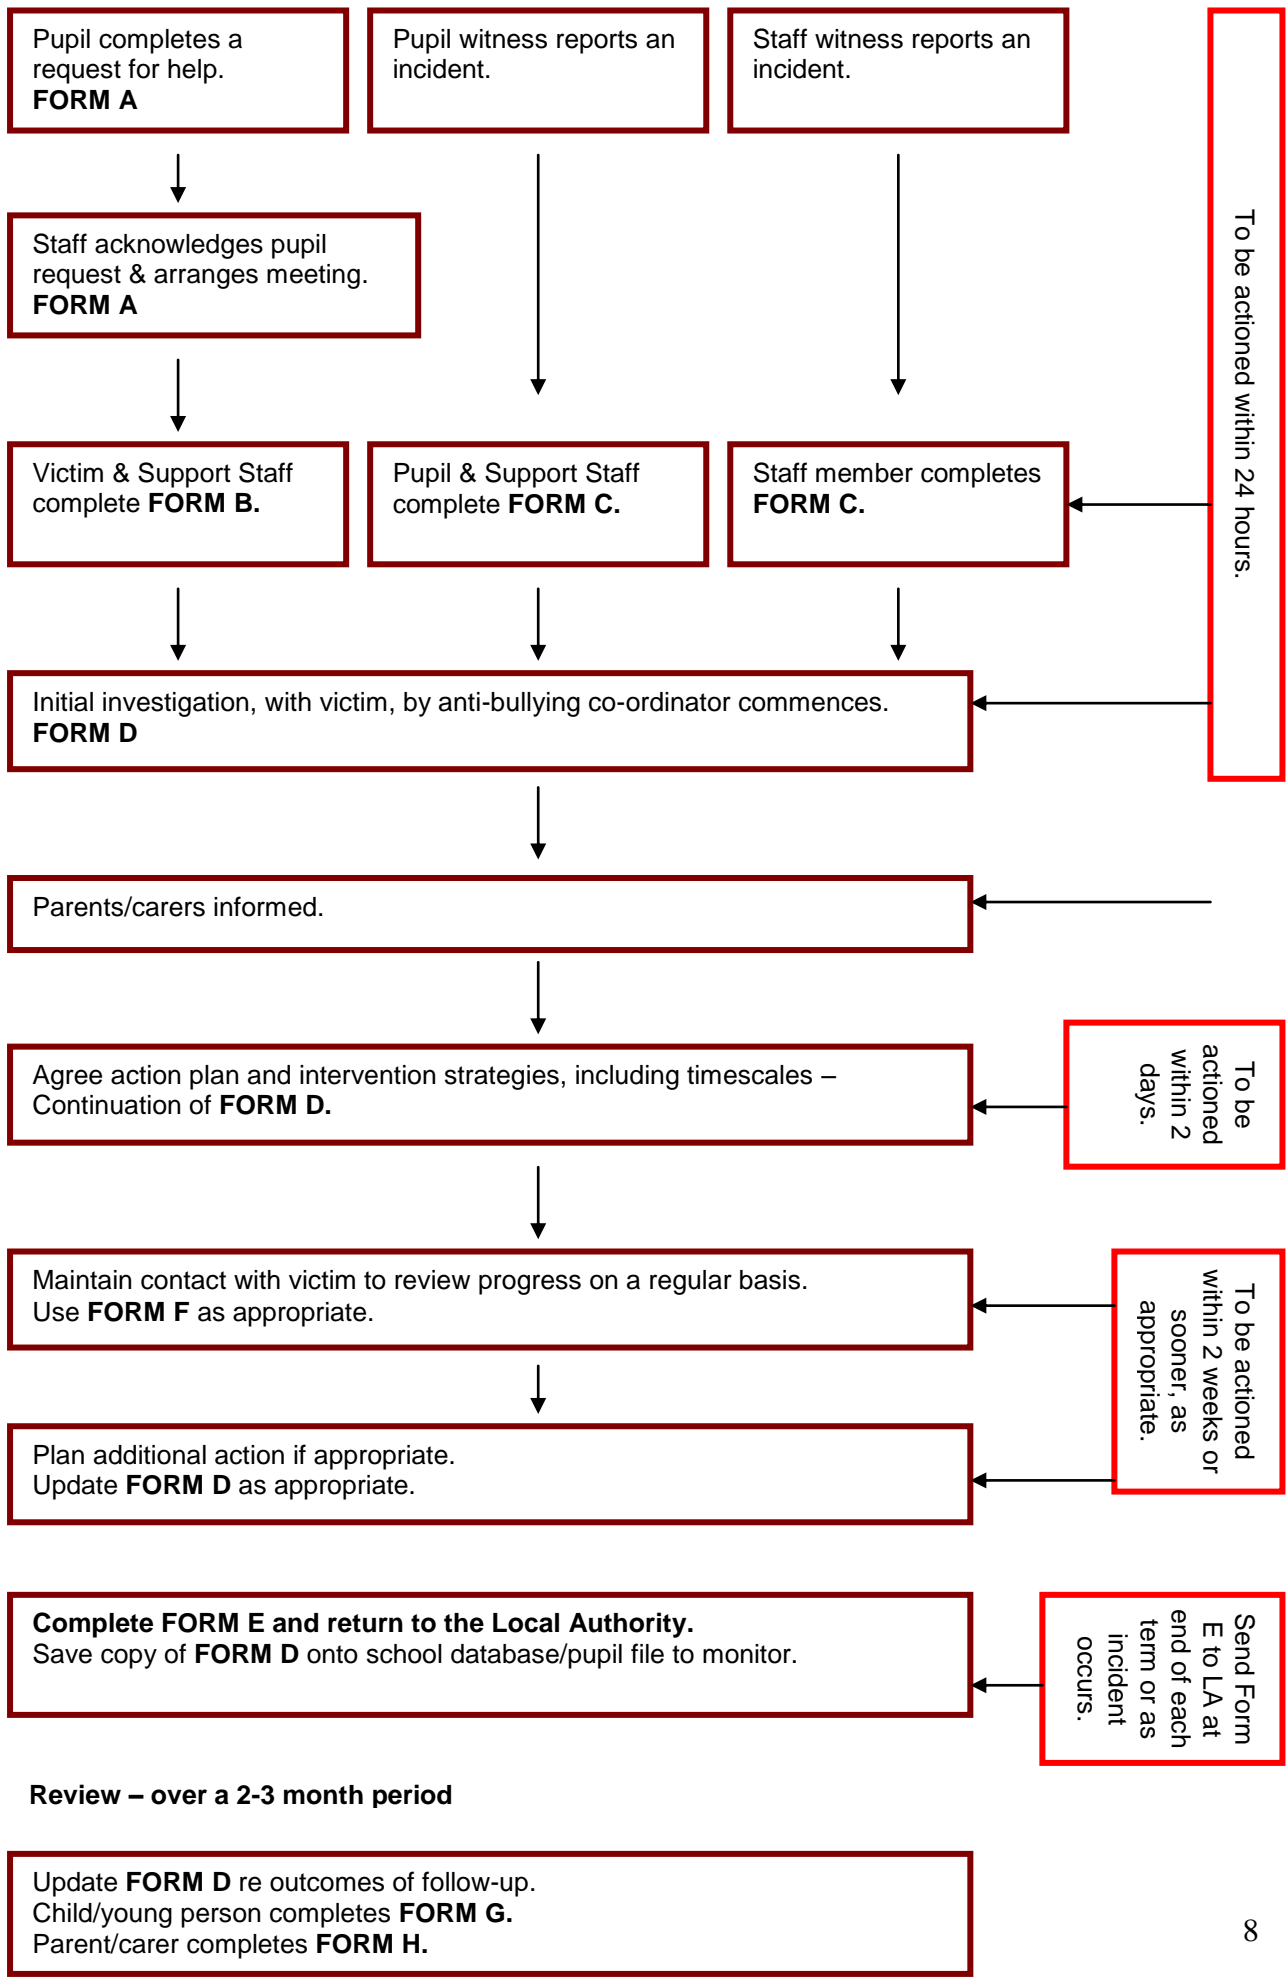 Pupil completes a
request for help.
FORM A
Pupil witness reports an
incident.
Staff witness reports an
incident.
To be actioned within 24 hours.
Staff acknowledges pupil
request & arranges meeting.
FORM A
Victim & Support Staff
complete FORM B.
Pupil & Support Staff
complete FORM C.
Staff member completes
FORM C.
Initial investigation, with victim, by anti-bullying co-ordinator commences.
FORM D
Parents/carers informed.
Agree action plan and intervention strategies, including timescales –
Continuation of FORM D.
To be
actioned
within 2
days.
Maintain contact with victim to review progress on a regular basis.
Use FORM F as appropriate.
To be actioned
within 2 weeks or
sooner, as
appropriate.
Plan additional action if appropriate.
Update FORM D as appropriate.
Complete FORM E and return to the Local Authority.
Save copy of FORM D onto school database/pupil file to monitor.
Send Form
E to LA at
end of each
term or as
incident
occurs.
Review – over a 2-3 month period
Update FORM D re outcomes of follow-up.
Child/young person completes FORM G.
Parent/carer completes FORM H.
8